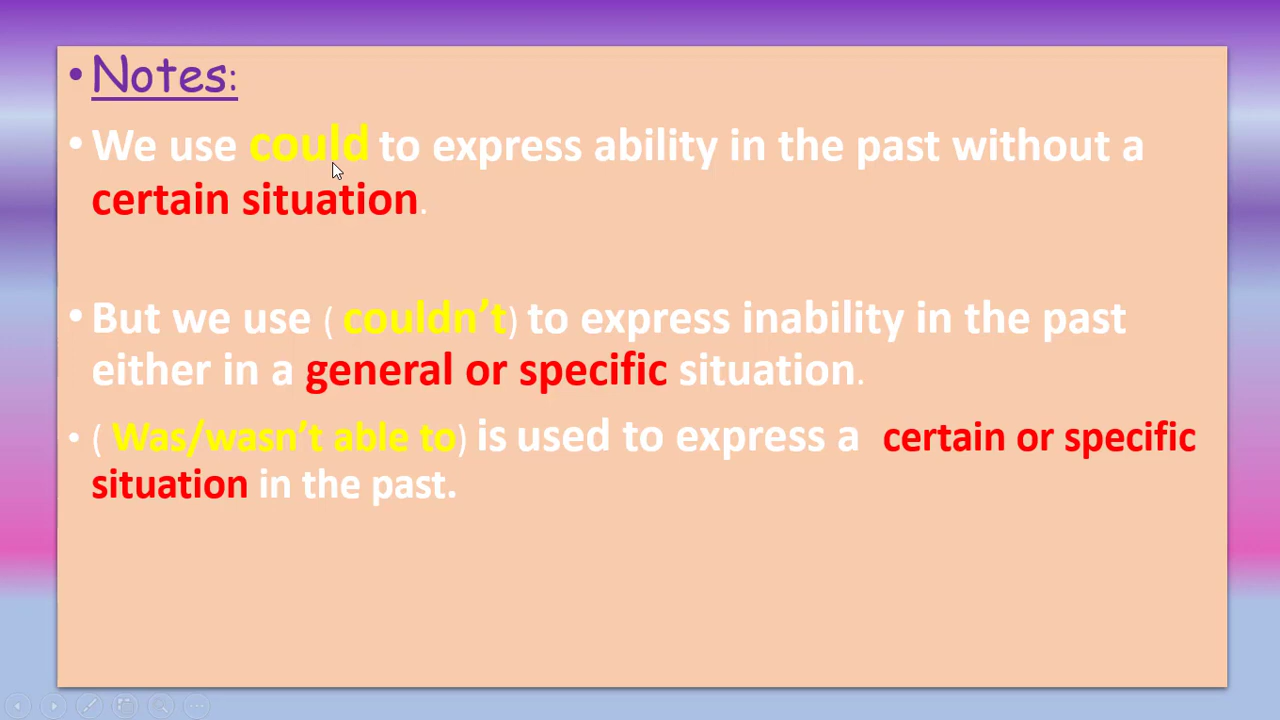 • Notes:
• We use could to express ability in the past without a
certain situation.
• But we use ( couldn’t) to express inability in the past
either in a general or specific situation.
• ( Was/wasn’t able to) is used to express a certain or specific
situation in the past.